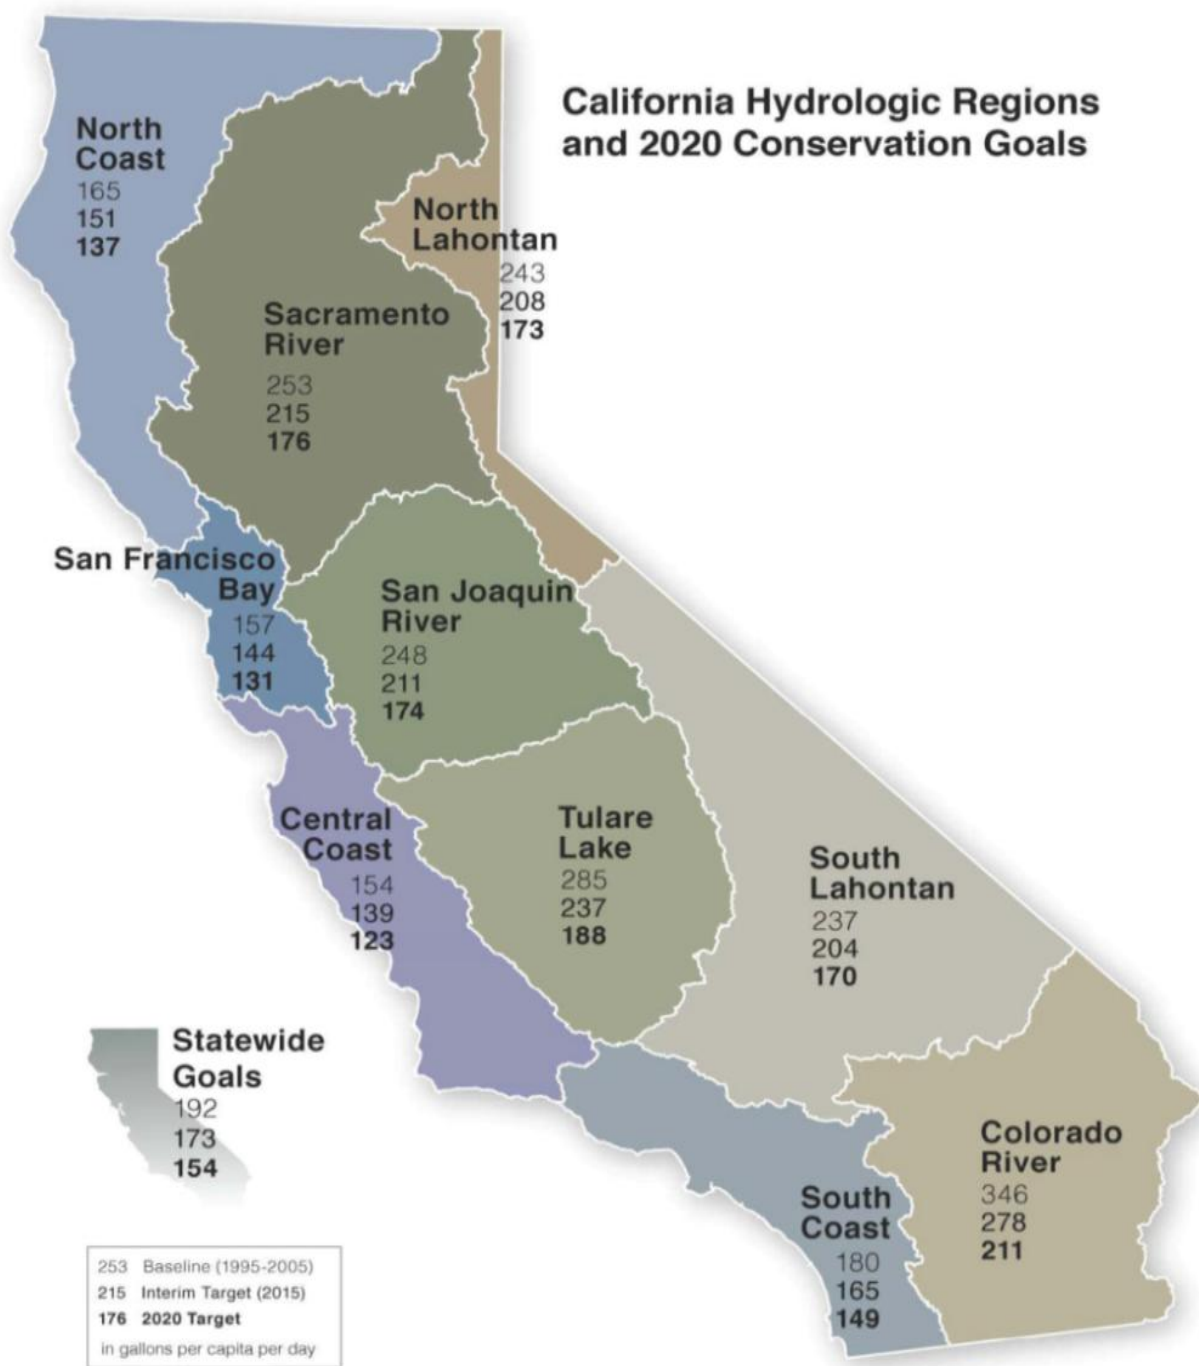 California Hydrologic Regions
and 2020 Conservation Goals
North
Coast
165
151
137
North
Lahontan
243
208
173
Sacramento
River
253
215
176
San Francisco
Bay
157
144
131
San Joaquin
River
248
211
174
Central
Coast
154
139
123
Tulare
Lake
285
237
188
South
Lahontan
237
204
170
Statewide
Goals
192
173
154
Colorado
River
346
278
211
South
Coast
180
165
149
253 Baseline (1995-2005)
215 Interim Target (2015)
176 2020 Target
in gallons per capita per day